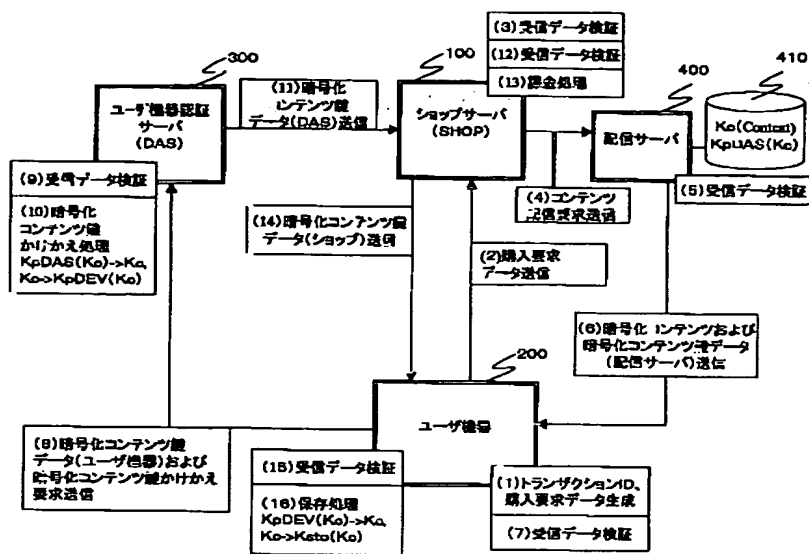 300
ユーザ機器認証
サーバ
(DAS)
(11)暗号化
コンテンツ鍵
データ(DAS)送信
100
ショップサーバ
(SHOP)
(3)受信データ検証
(12)受信データ検証
(13)課金処理
400
配信サーバ
410
Kc(Content)
KpDAS(Kc)
(5)受信データ検証
(4)コンテンツ
配信要求送信
(9)受信データ検証
(10)暗号化
コンテンツ鍵
かけかえ処理
KpDAS(Kc)->Kc,
Kc->KpDEV(Kc)
(14)暗号化コンテンツ鍵
データ(ショップ)送信
(2)購入要求
データ送信
(6)暗号化コンテンツおよび
暗号化コンテンツ鍵データ
(配信サーバ)送信
200
ユーザ機器
(8)暗号化コンテンツ鍵
データ(ユーザ機器)および
暗号化コンテンツ鍵かけかえ
要求送信
(15)受信データ検証
(16)保存処理
KpDEV(Kc)->Kc,
Kc->Ksto(Kc)
(1)トランザクションID、
購入要求データ生成
(7)受信データ検証